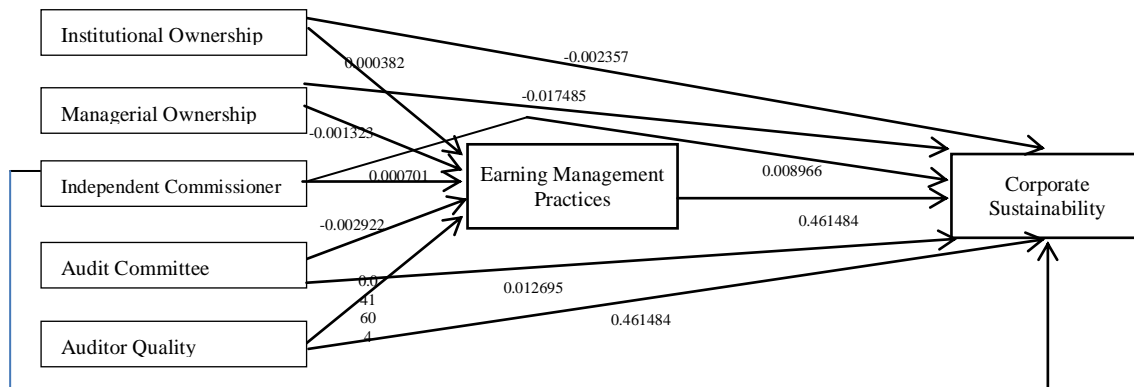 Institutional Ownership
0.000382
-0.002357
Managerial Ownership
-0.017485
-0.001323
Independent Commissioner
0.000701
Earning Management
Practices
0.008966
Corporate
Sustainability
0.461484
-0.002922
Audit Committee
0.012695
0.0
41
60
4
Auditor Quality
0.461484